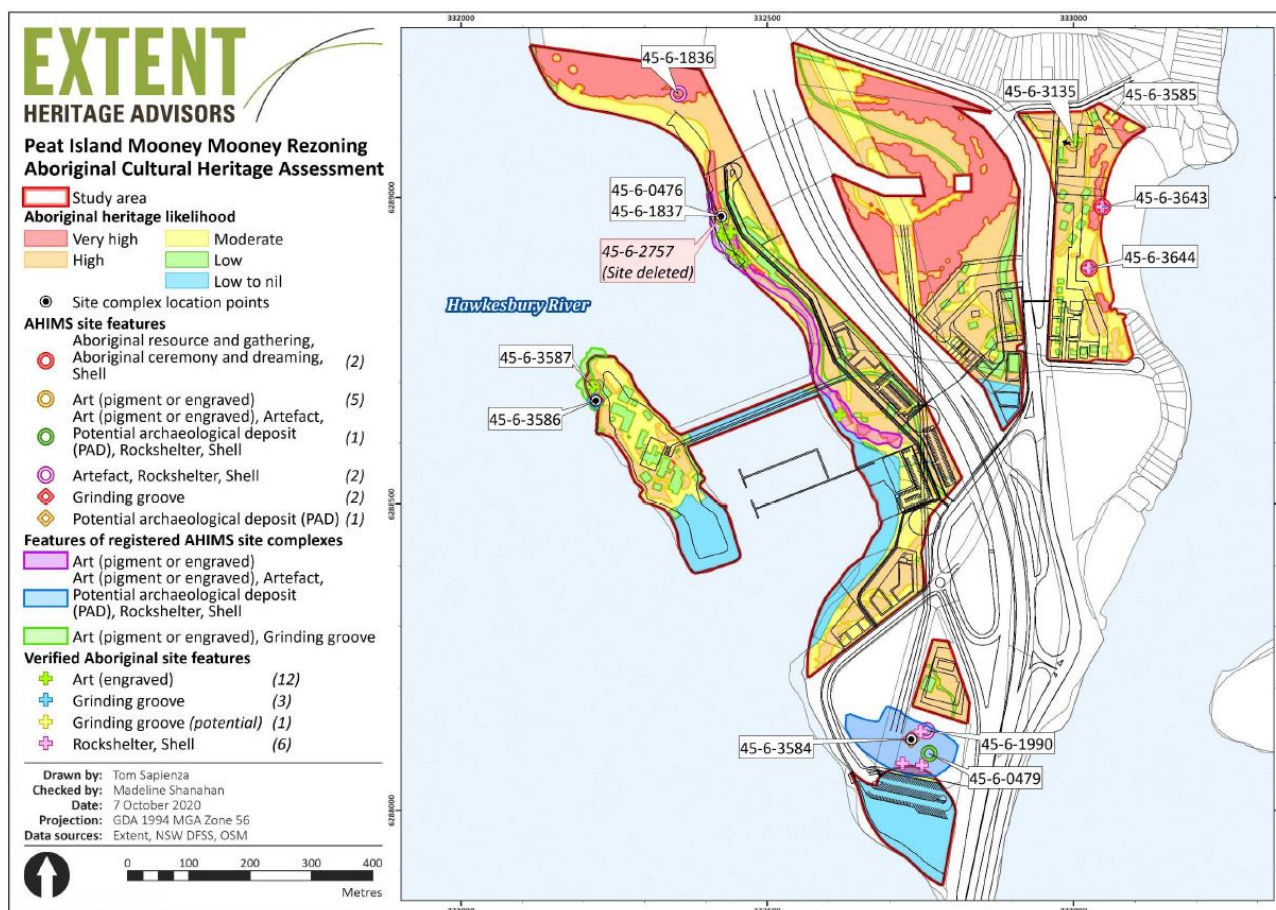 EXTENT
HERITAGE ADVISORS
Peat Island Mooney Mooney Rezoning
Aboriginal Cultural Heritage Assessment
Study area
Aboriginal heritage likelihood
Very high
Moderate
High
Low
Low to nil
Site complex location points
AHIMS site features
Aboriginal resource and gathering,
Aboriginal ceremony and dreaming, (2)
Shell
Art (pigment or engraved) (5)
Art (pigment or engraved), Artefact,
Potential archaeological deposit (1)
(PAD), Rockshelter, Shell
Artefact, Rockshelter, Shell (2)
Grinding groove (2)
Potential archaeological deposit (PAD) (1)
Features of registered AHIMS site complexes
Art (pigment or engraved)
Art (pigment or engraved), Artefact,
Potential archaeological deposit
(PAD), Rockshelter, Shell
Art (pigment or engraved), Grinding groove
Verified Aboriginal site features
Art (engraved) (12)
Grinding groove (3)
Grinding groove (potential) (1)
Rockshelter, Shell (6)
Drawn by: Tom Sapienza
Checked by: Madeline Shanahan
Date: 7 October 2020
Projection: GDA 1994 MGA Zone 56
Data sources: Extent, NSW DFSS, OSM
0 100 200 300 400
Metres
332000
332500
333000
45-6-1836
45-6-3135
45-6-3585
6289000
45-6-0476
45-6-1837
45-6-3643
45-6-2757
(Site deleted)
45-6-3644
Hawkesbury River
45-6-3587
45-6-3586
6288500
45-6-3584
45-6-1990
45-6-0479
6288000